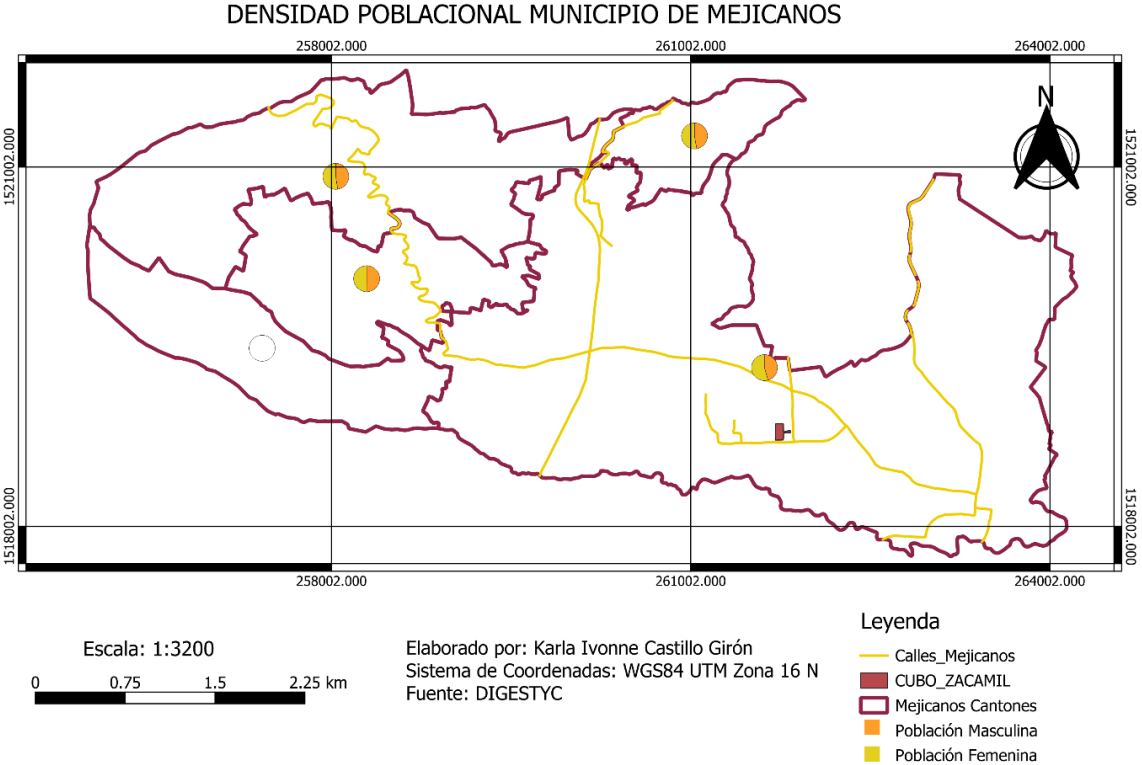 DENSIDAD POBLACIONAL MUNICIPIO DE MEJICANOS
258002.000 261002.000 264002.000
N
1521002.000 1521002.000
1518002.000 1518002.000
258002.000 261002.000 264002.000
Escala: 1:3200
0 0.75 1.5 2.25 km
Elaborado por: Karla Ivonne Castillo Girón
Sistema de Coordenadas: WGS84 UTM Zona 16 N
Fuente: DIGESTYC
Leyenda
Calles_Mejicanos
CUBO_ZACAMIL
Mejicanos Cantones
Población Masculina
Población Femenina